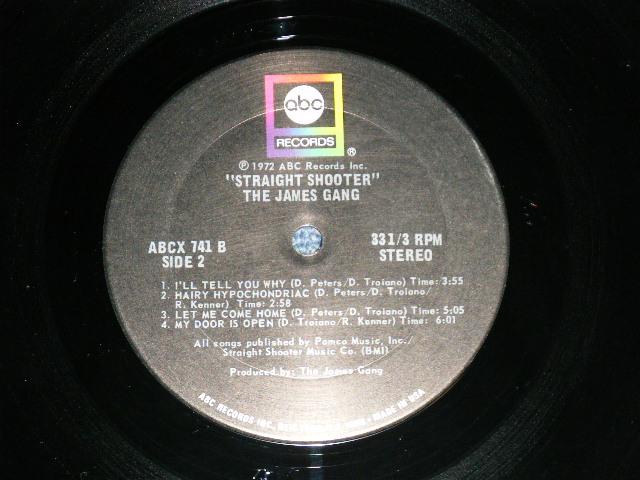 abc
RECORDS
®
℗ 1972 ABC Records Inc.
"STRAIGHT SHOOTER"
THE JAMES GANG
ABCX 741 B
SIDE 2
33 1/3 RPM
STEREO
1. I'LL TELL YOU WHY (D. Peters/D. Troiano) Time: 3:55
2. HAIRY HYPOCHONDRIAC (D. Peters/D. Troiano/
R. Kenner) Time: 2:58
3. LET ME COME HOME (D. Peters/D. Troiano) Time: 5:05
4. MY DOOR IS OPEN (D. Troiano/R. Kenner) Time: 6:01
All songs published by Pamco Music, Inc./
Straight Shooter Music Co. (BMI)
Produced by: The James Gang
ABC RECORDS INC. MADE IN USA